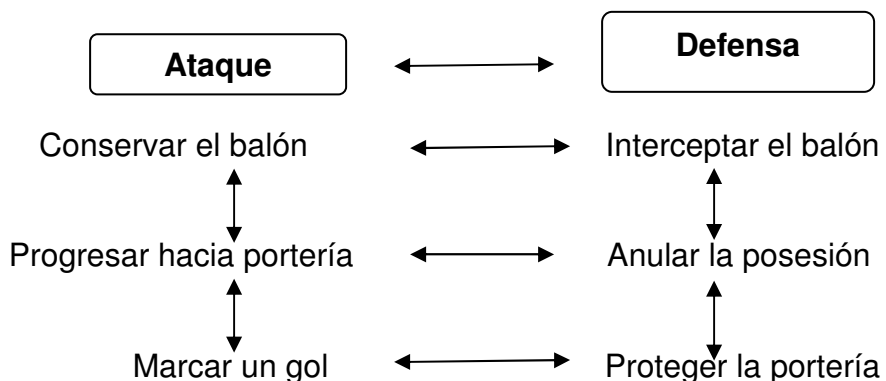 Ataque
Defensa
Conservar el balón
Interceptar el balón
Progresar hacia portería
Anular la posesión
Marcar un gol
Proteger la portería